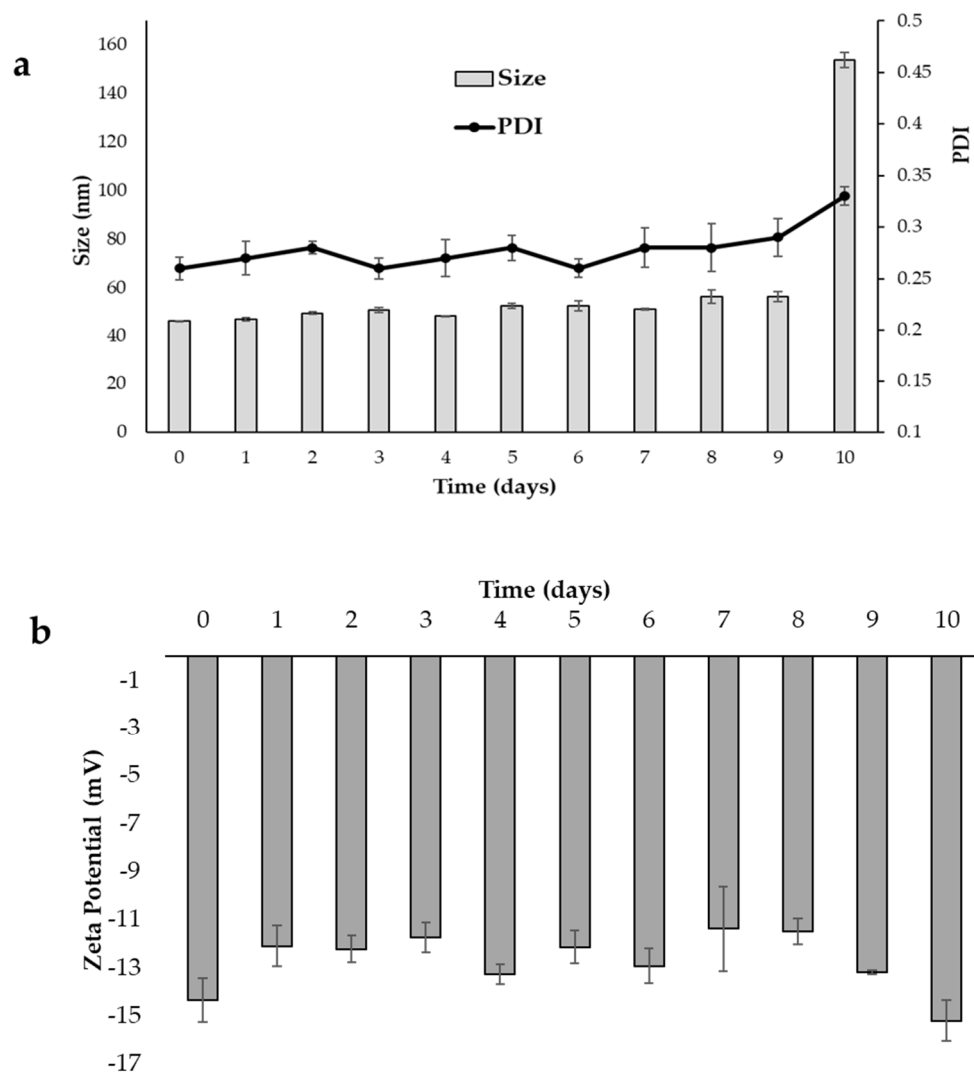 a
Size (nm)
160
140
120
100
80
60
40
20
0
Size
PDI
0.5
0.45
0.4
0.35
0.3
0.25
0.2
0.15
0.1
PDI
0 1 2 3 4 5 6 7 8 9 10
Time (days)
b
Time (days)
0 1 2 3 4 5 6 7 8 9 10
Zeta Potential (mV)
-1
-3
-5
-7
-9
-11
-13
-15
-17